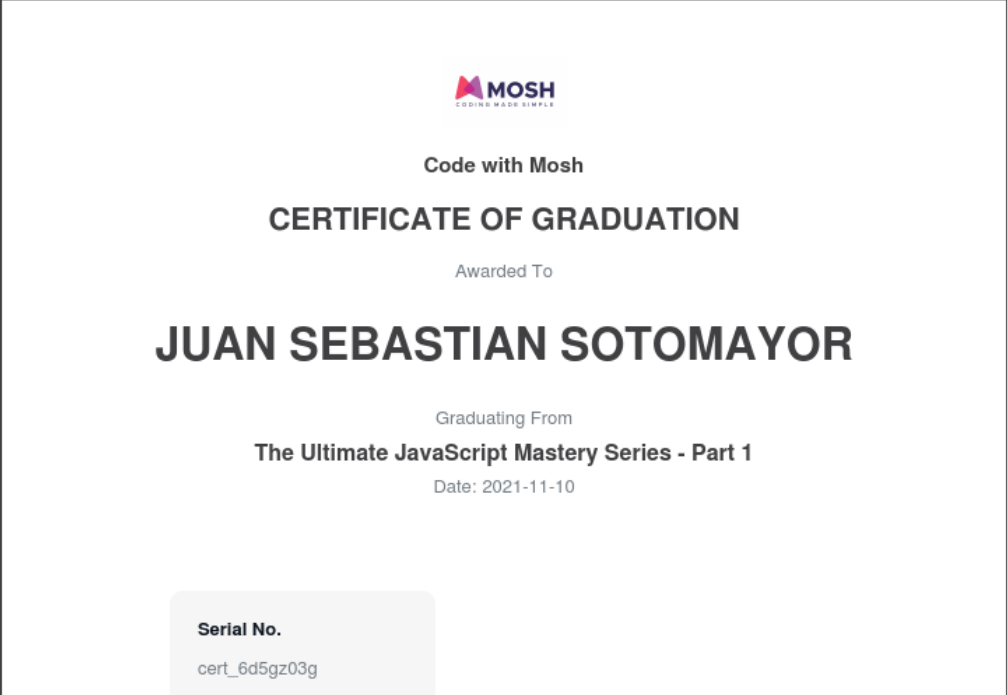 MOSH
CODING MADE SIMPLE
Code with Mosh
CERTIFICATE OF GRADUATION
Awarded To
JUAN SEBASTIAN SOTOMAYOR
Graduating From
The Ultimate JavaScript Mastery Series - Part 1
Date: 2021-11-10
Serial No.
cert_6d5gz03g